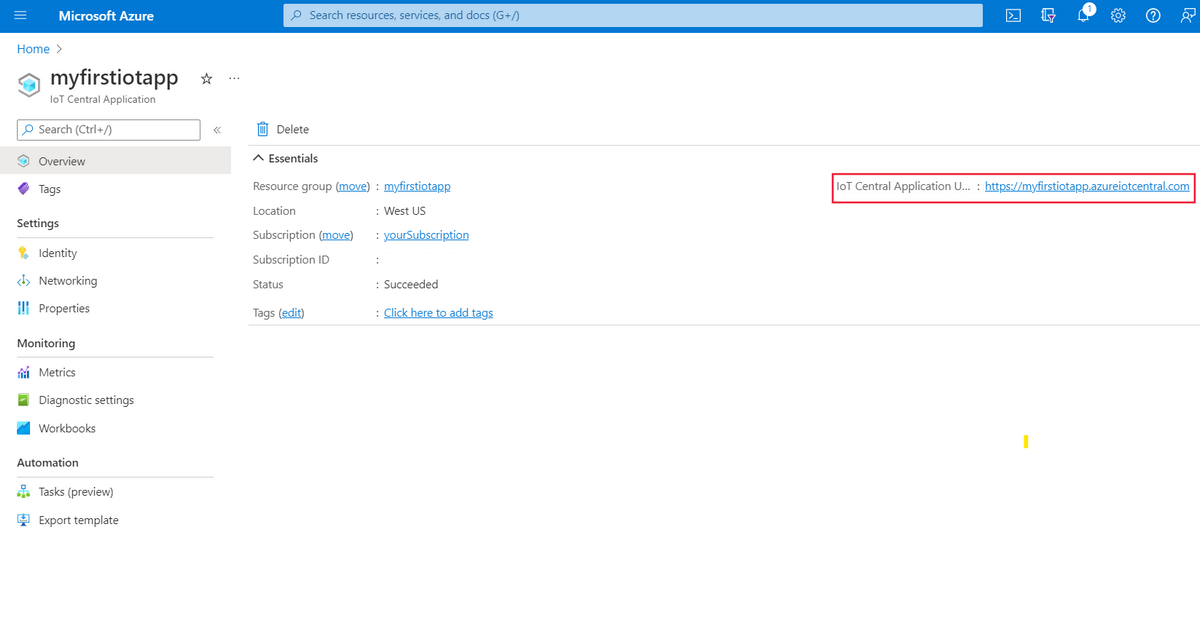 Microsoft Azure
Search resources, services, and docs (G+/)
1
Home >
myfirstiotapp
IoT Central Application
Search (Ctrl+/)
Overview
Tags
Settings
Identity
Networking
Properties
Monitoring
Metrics
Diagnostic settings
Workbooks
Automation
Tasks (preview)
Export template
Delete
Essentials
Resource group (move) : myfirstiotapp
Location : West US
Subscription (move) : yourSubscription
Subscription ID :
Status : Succeeded
Tags (edit) : Click here to add tags
IoT Central Application U... : https://myfirstiotapp.azureiotcentral.com